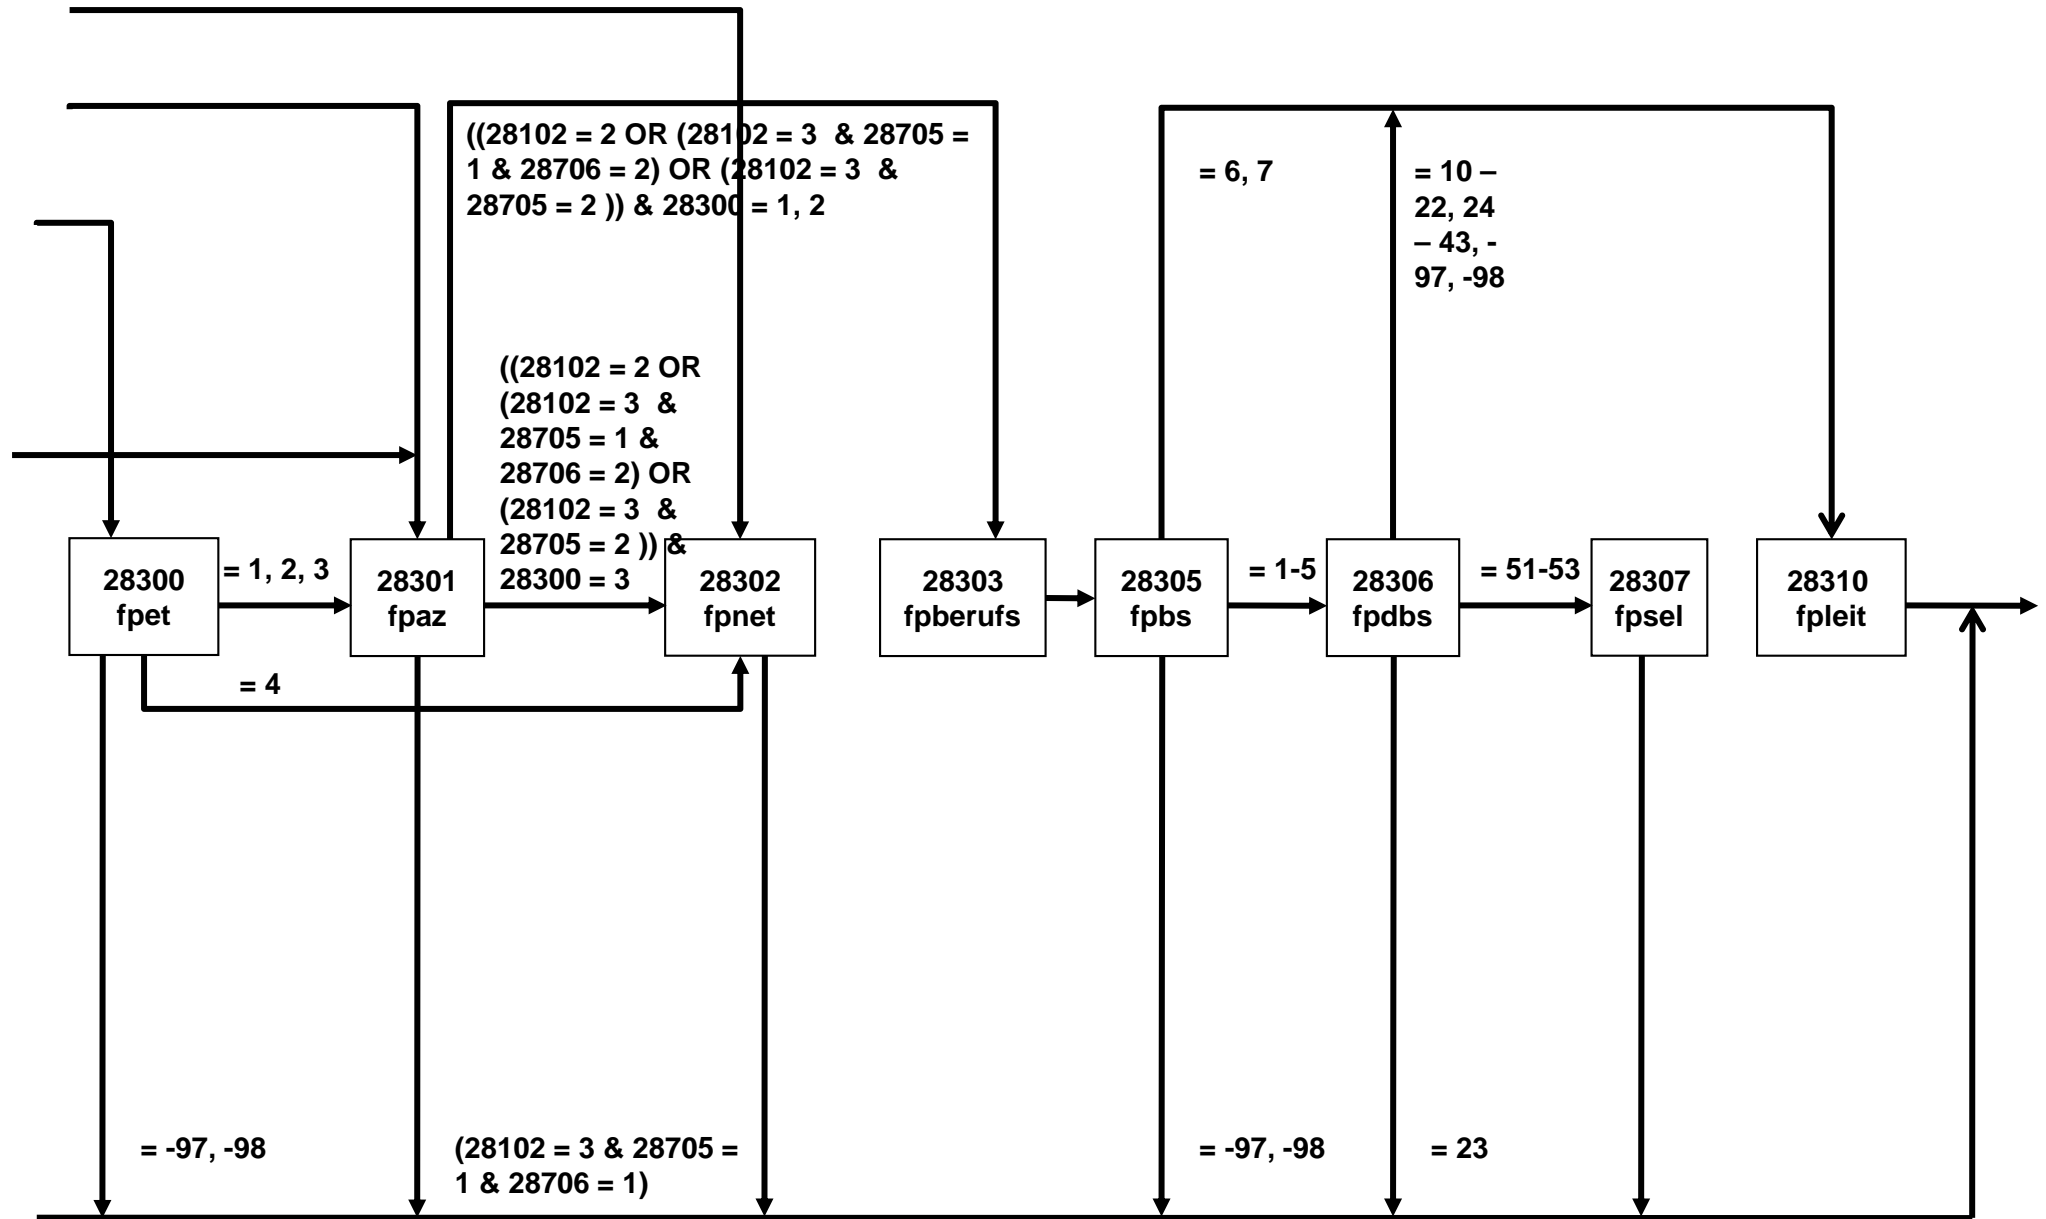 ((28102 = 2 OR (28102 = 3 & 28705 =
1 & 28706 = 2) OR (28102 = 3 &
28705 = 2 )) & 28300 = 1, 2
= 6, 7
= 10 –
22, 24
– 43, -
97, -98
((28102 = 2 OR
(28102 = 3 &
28705 = 1 &
28706 = 2) OR
(28102 = 3 &
28705 = 2 )) &
28300 = 3
28300
fpet
= 1, 2, 3
28301
fpaz
28302
fpnet
28303
fpberufs
28305
fpbs
= 1-5
28306
fpdbs
= 51-53
28307
fpsel
28310
fpleit
= 4
= -97, -98
(28102 = 3 & 28705 =
1 & 28706 = 1)
= -97, -98
= 23